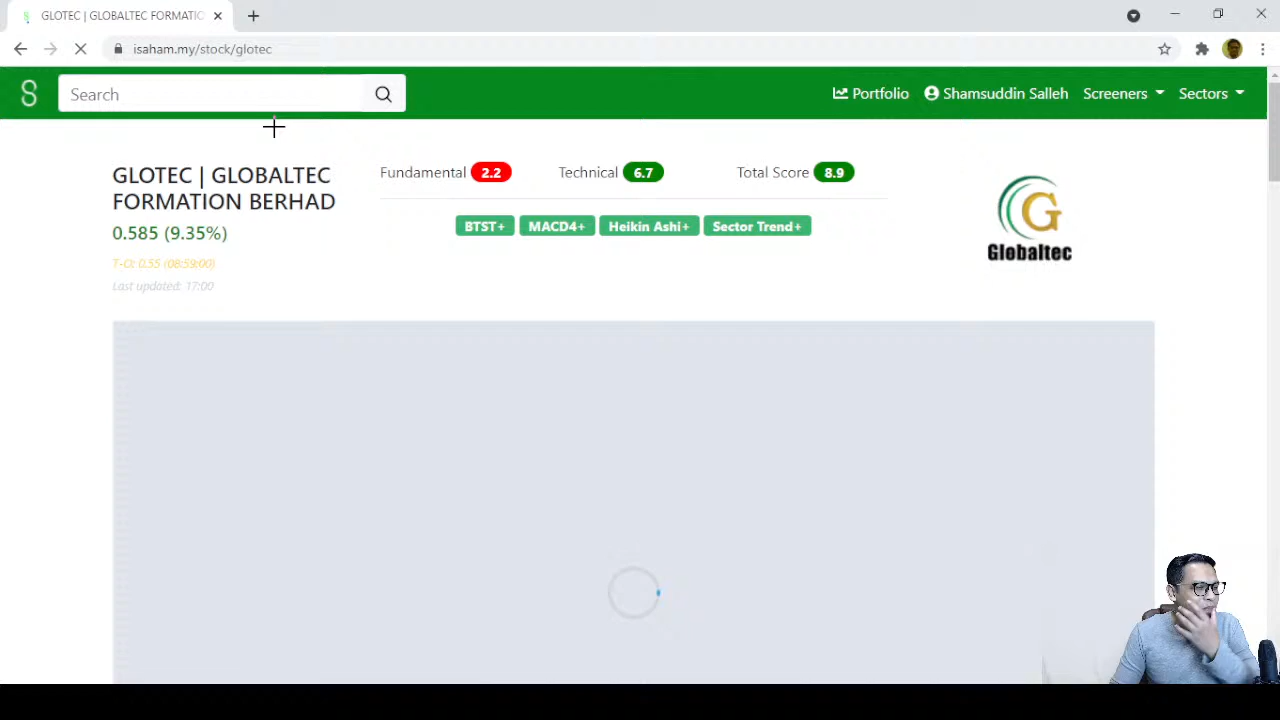 GLOTEC | GLOBALTEC FORMATIO
isaham.my/stock/glotec
Search
Portfolio
Shamsuddin Salleh
Screeners
Sectors
GLOTEC | GLOBALTEC
FORMATION BERHAD
0.585 (9.35%)
T-O: 0.55 (08:59:00)
Last updated: 17:00
Fundamental 2.2
Technical 6.7
Total Score 8.9
BTST+
MACD4+
Heikin Ashi+
Sector Trend+
G
Globaltec